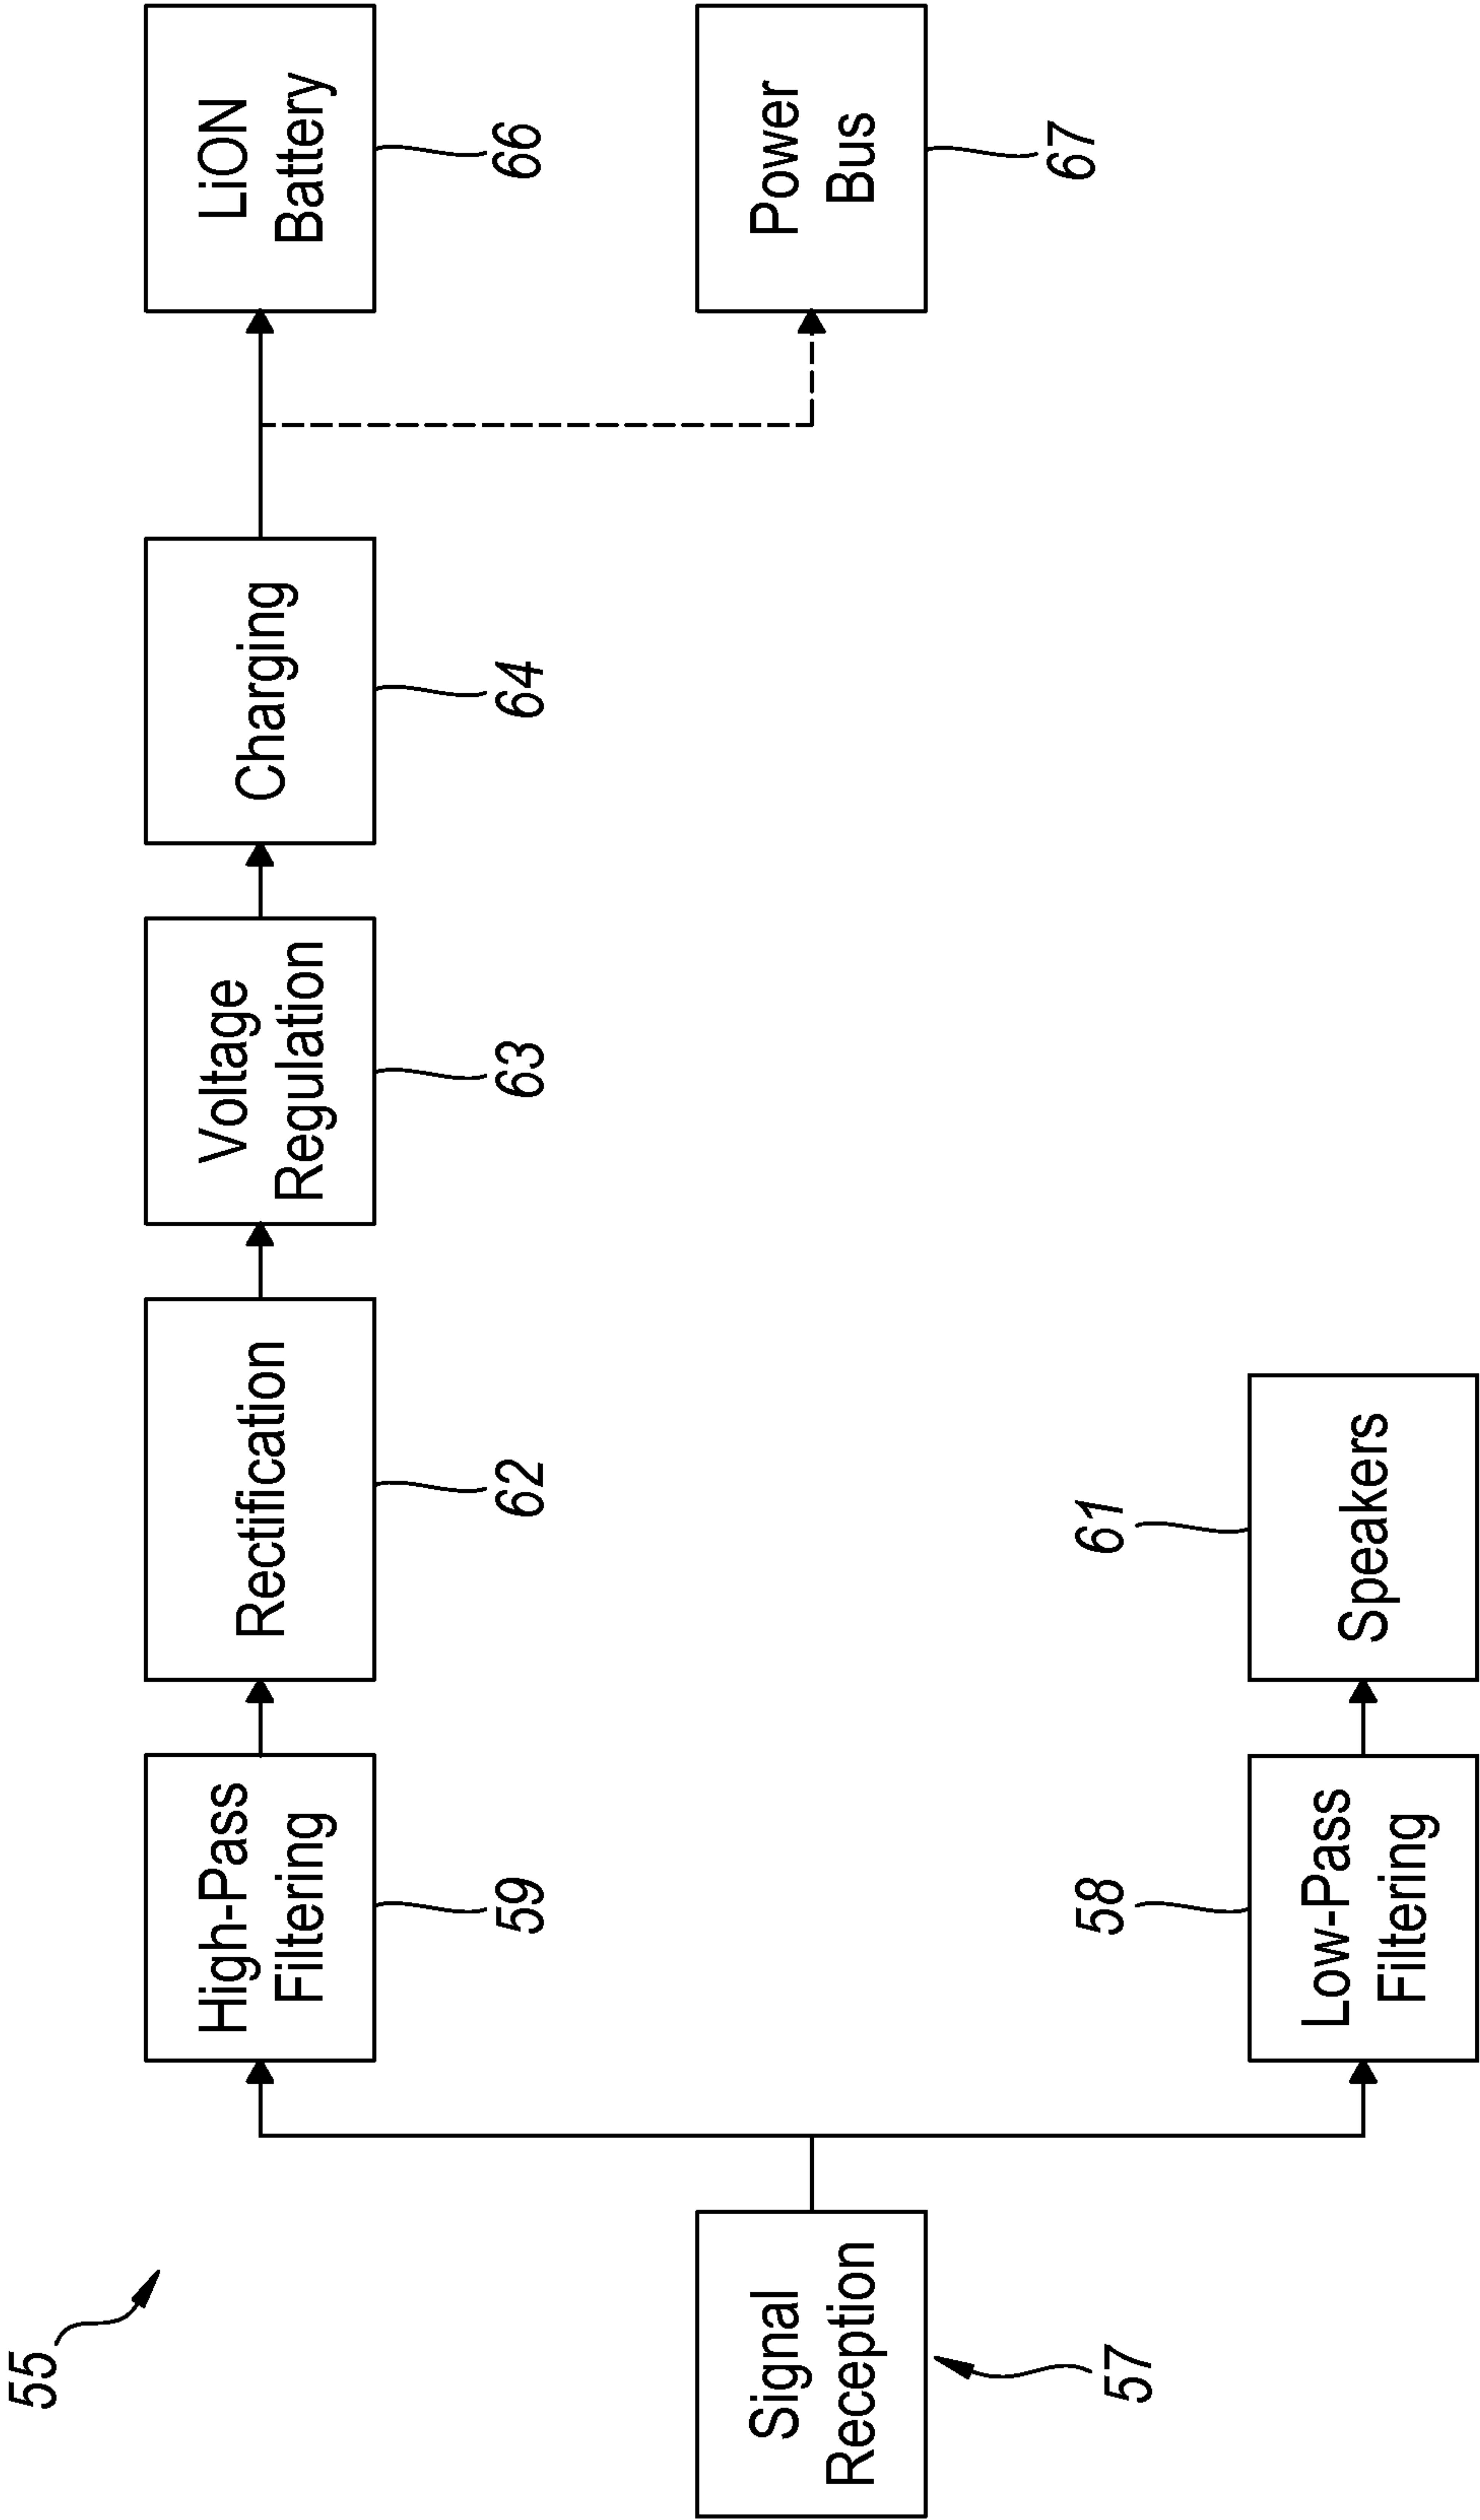 55
Signal
Reception
57
High-Pass
Filtering
59
Rectification
62
Voltage
Regulation
63
Charging
64
LiION
Battery
66
Power
Bus
67
58
Low-Pass
Filtering
61
Speakers